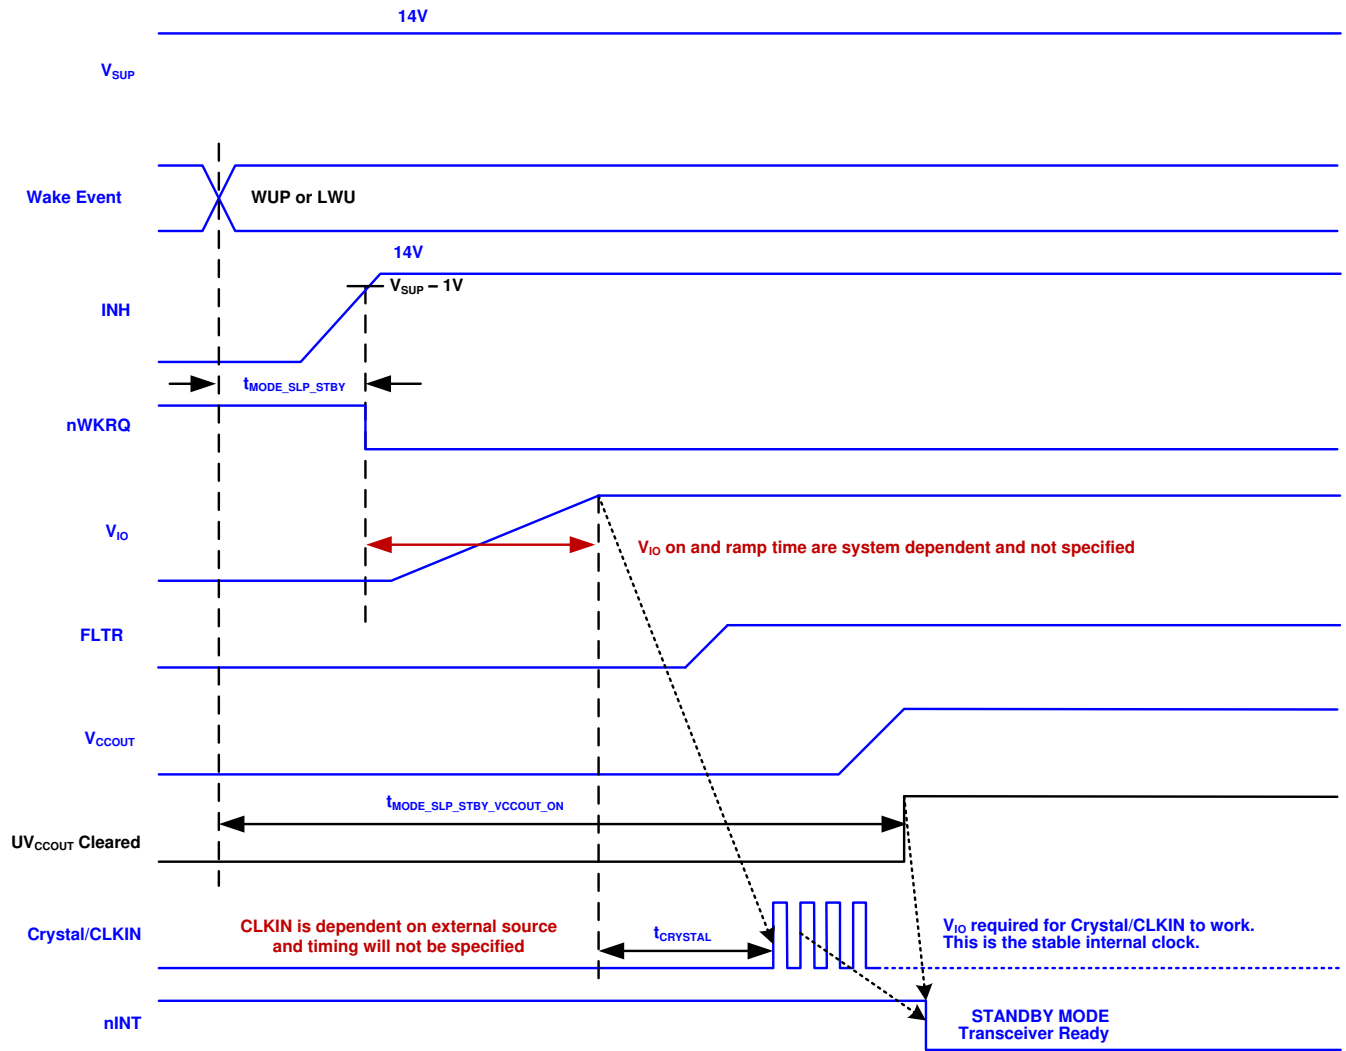 14V
VSUP
Wake Event
WUP or LWU
14V
VSUP – 1V
INH
tMODE_SLP_STBY
nWKRQ
VIO
VIO on and ramp time are system dependent and not specified
FLTR
VCCOUT
tMODE_SLP_STBY_VCCOUT_ON
UVCCOUT Cleared
Crystal/CLKIN
CLKIN is dependent on external source
and timing will not be specified
tCRYSTAL
VIO required for Crystal/CLKIN to work.
This is the stable internal clock.
nINT
STANDBY MODE
Transceiver Ready